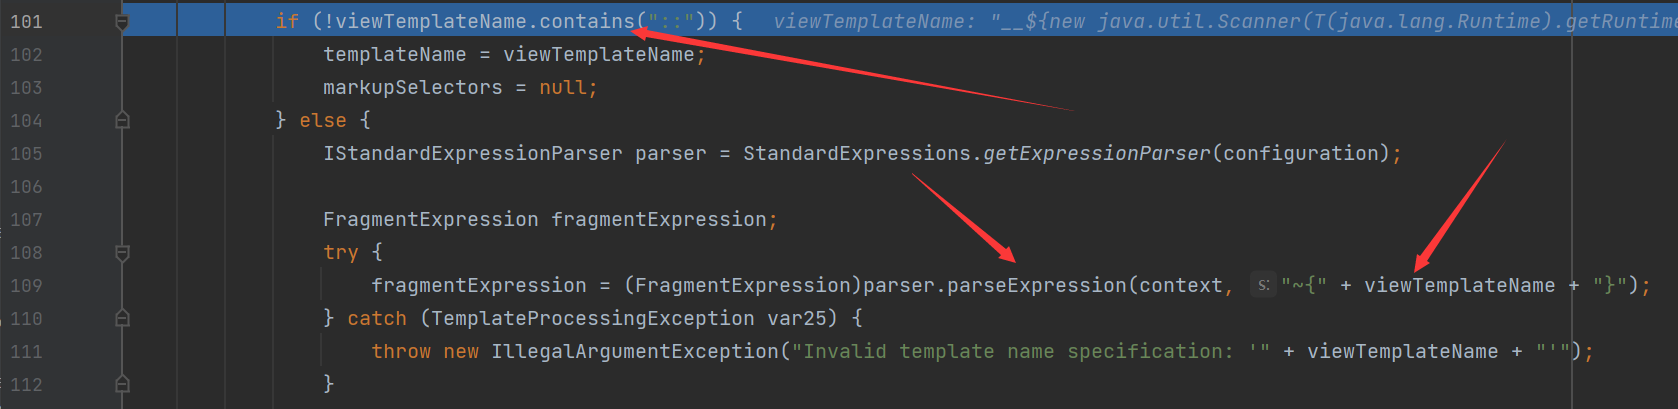 101 if (!viewTemplateName.contains("::")) { viewTemplateName: "__${new java.util.Scanner(T(java.lang.Runtime).getRuntime
102 templateName = viewTemplateName;
103 markupSelectors = null;
104 } else {
105 IStandardExpressionParser parser = StandardExpressions.getExpressionParser(configuration);
106
107 FragmentExpression fragmentExpression;
108 try {
109 fragmentExpression = (FragmentExpression)parser.parseExpression(context, s: "~{" + viewTemplateName + "}");
110 } catch (TemplateProcessingException var25) {
111 throw new IllegalArgumentException("Invalid template name specification: '" + viewTemplateName + "'");
112 }